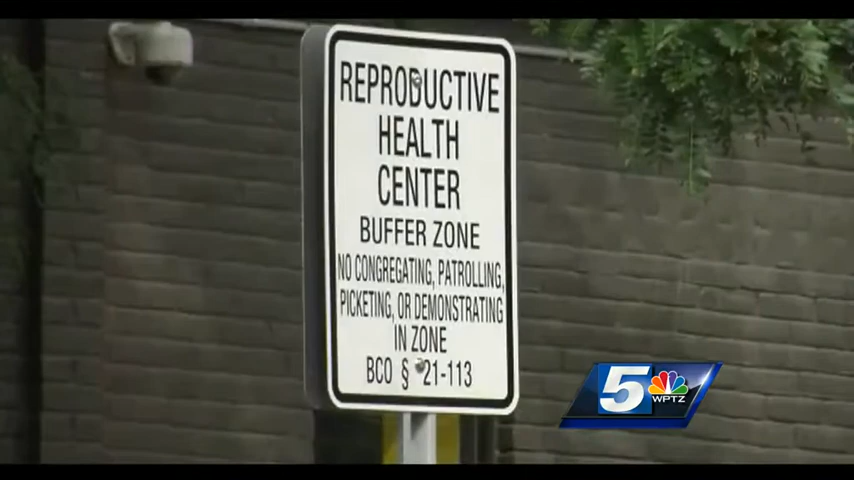 REPRODUCTIVE
HEALTH
CENTER
BUFFER ZONE
NO CONGREGATING, PATROLLING,
PICKETING, OR DEMONSTRATING
IN ZONE
BCO § 21-113
5
WPTZ